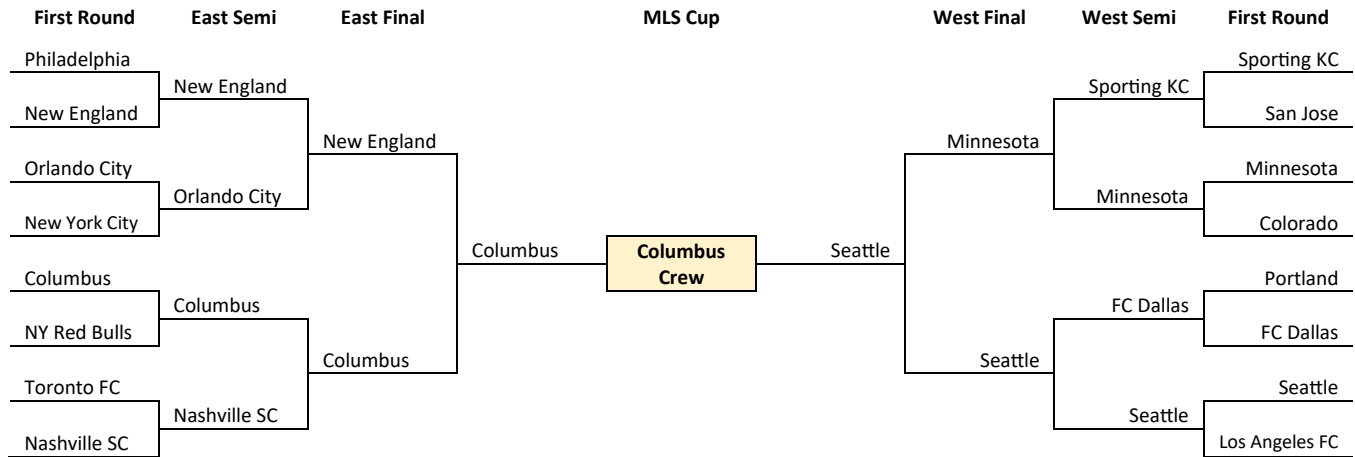 First Round East Semi East Final MLS Cup West Final West Semi First Round
Philadelphia Sporting KC
New England Sporting KC
New England San Jose
New England Minnesota
Orlando City Minnesota
Orlando City Minnesota
New York City Colorado
Columbus Columbus Crew Seattle
Columbus Portland
Columbus FC Dallas
NY Red Bulls FC Dallas
Columbus Seattle
Toronto FC Seattle
Nashville SC Seattle
Nashville SC Los Angeles FC